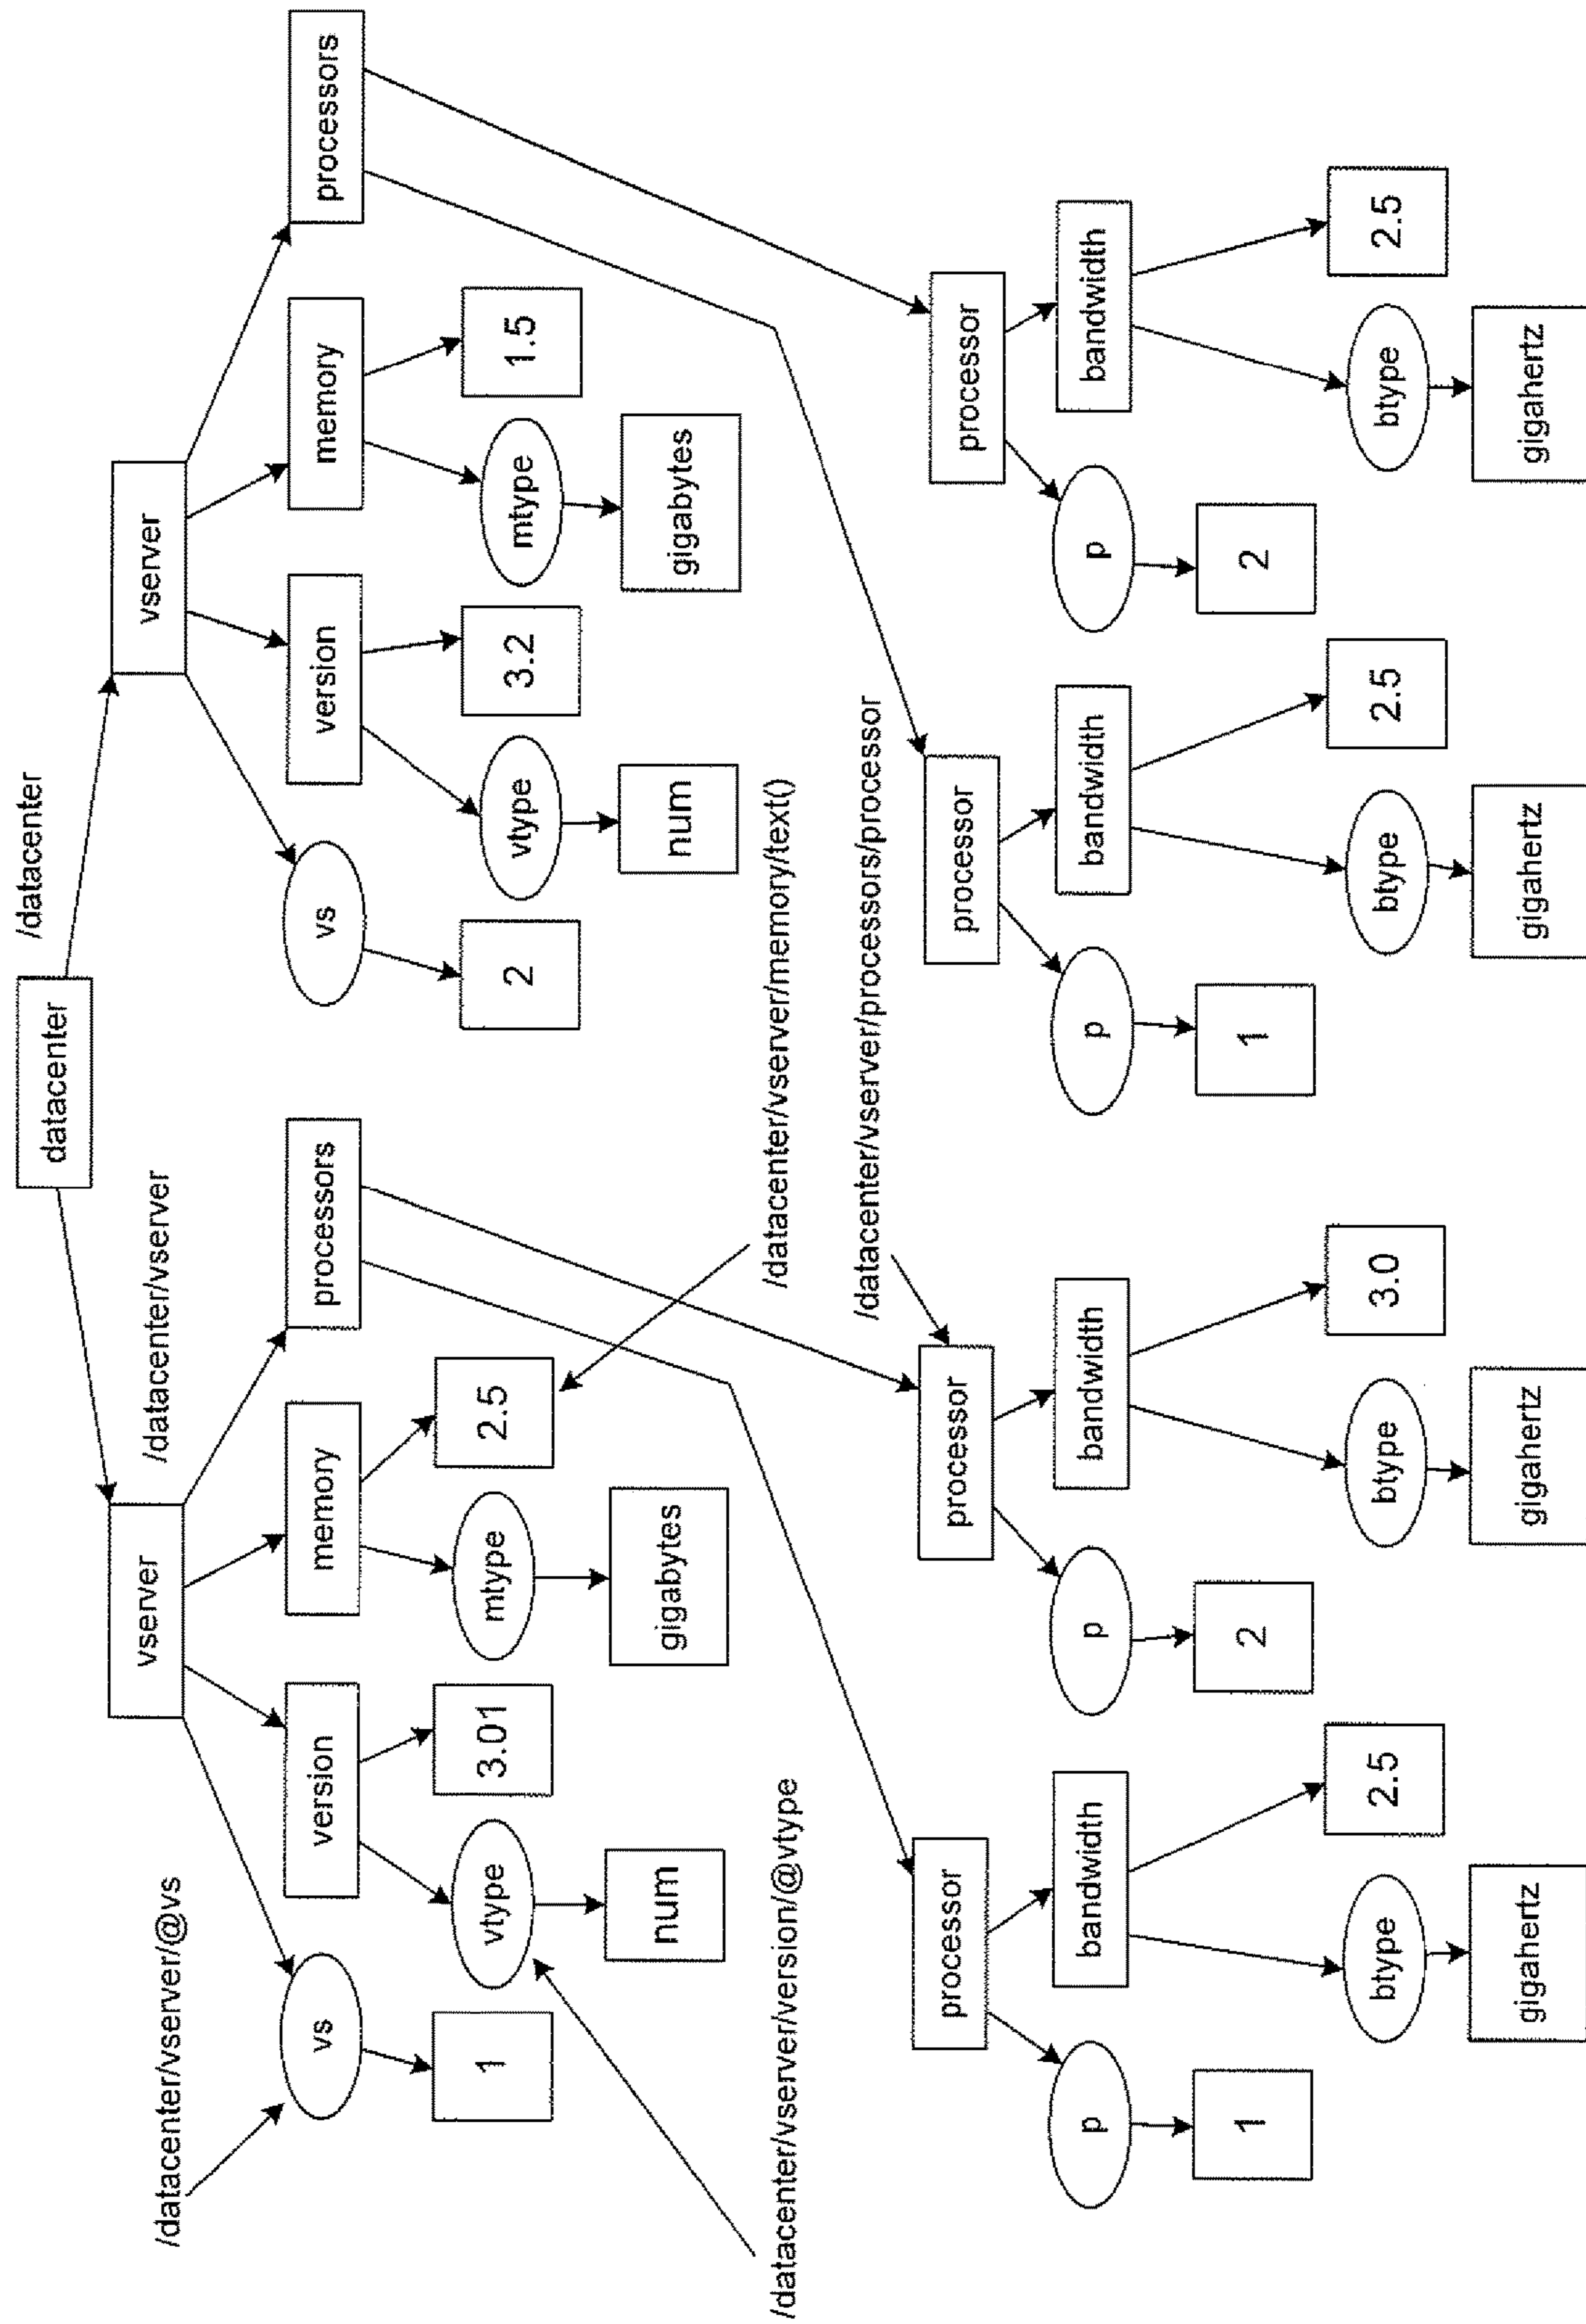 /datacenter
datacenter
/datacenter/vserver
/datacenter/vserver/@vs
vserver
vserver
vs
version
memory
processors
vs
version
memory
processors
1
vtype
3.01
mtype
2.5
2
vtype
3.2
mtype
1.5
num
gigabytes
num
gigabytes
/datacenter/vserver/version/@vtype
/datacenter/vserver/memory/text()
/datacenter/vserver/processors/processor
processor
processor
processor
processor
p
bandwidth
p
bandwidth
p
bandwidth
p
bandwidth
1
btype
2.5
2
btype
3.0
1
btype
2.5
2
btype
2.5
gigahertz
gigahertz
gigahertz
gigahertz